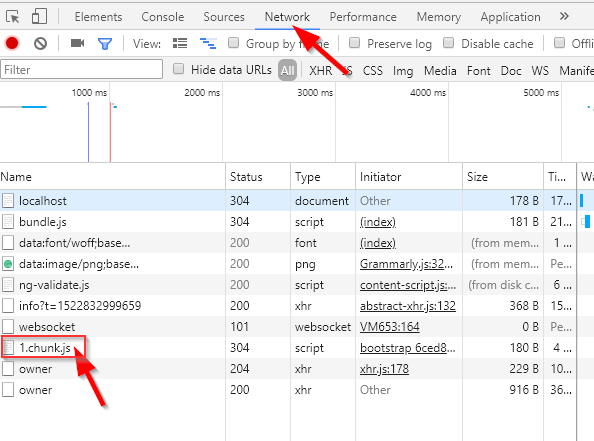 Elements Console Sources Network Performance Memory Application »
View: Group by frame Preserve log Disable cache Offli
Filter Hide data URLs All XHR JS CSS Img Media Font Doc WS Manife
1000 ms 2000 ms 3000 ms 4000 ms 5000 ms
Name Status Type Initiator Size Ti... Wa
localhost 304 document Other 178 B 17...
bundle.js 304 script (index) 181 B 21...
data:font/woff;base... 200 font (index) (from mem... 1 ...
data:image/png;base... 200 png Grammarly.js:32... (from mem... Pe...
ng-validate.js 200 script content-script.js:... (from disk c... 6 ...
info?t=1522832999659 200 xhr abstract-xhr.js:132 368 B 15...
websocket 101 websocket VM653:164 0 B Pe...
1.chunk.js 304 script bootstrap 6ced8... 180 B 4 ...
owner 204 xhr xhr.js:178 229 B 10...
owner 200 xhr Other 916 B 36...